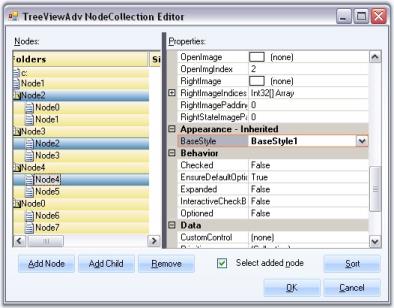 TreeViewAdv NodeCollection Editor
Nodes:
Folders
Si
c:
Node1
Node2
Node0
Node1
Node3
Node2
Node3
Node4
Node4
Node5
Node0
Node6
Node7
Properties:
OpenImage (none)
OpenImgIndex 2
RightImage (none)
RightImageIndices Int32[] Array
RightImagePaddin 0
RightStateImagePa 0
Appearance - Inherited
BaseStyle BaseStyle1
Behavior
Checked False
EnsureDefaultOptic True
Expanded False
InteractiveCheckB False
Optioned False
Data
CustomControl (none)
Add Node
Add Child
Remove
Select added node
Sort
OK
Cancel